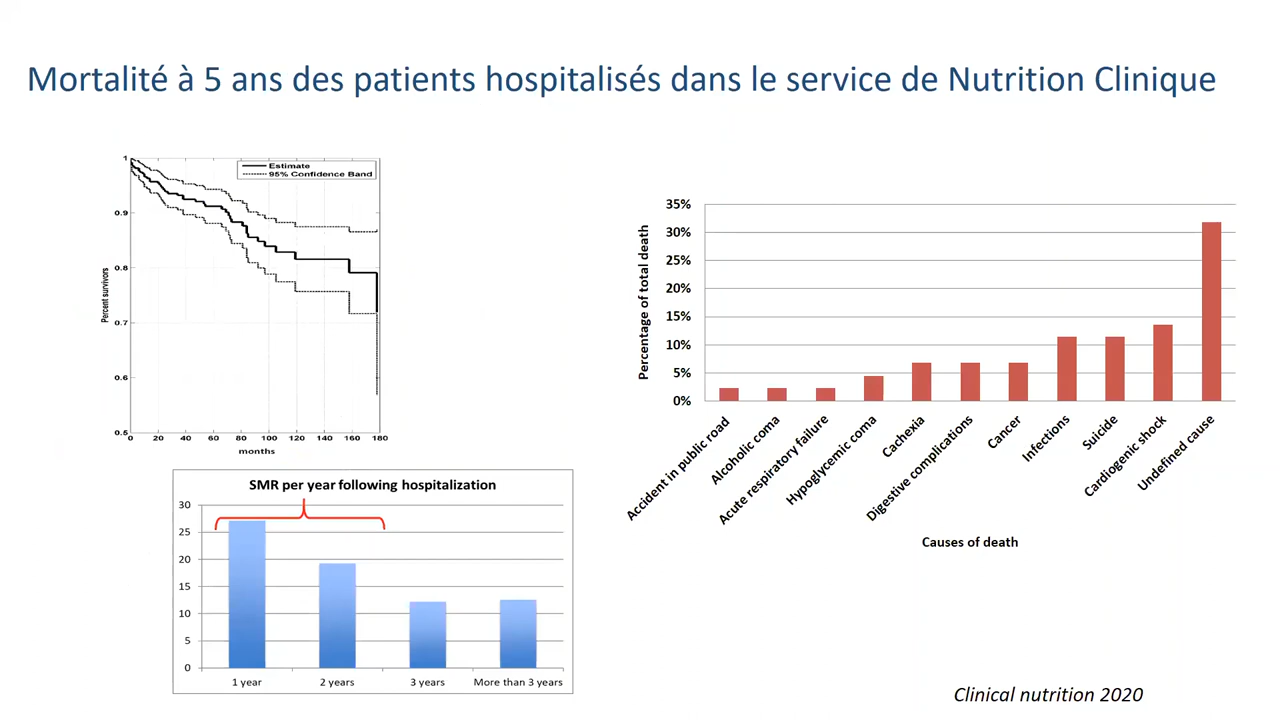 Mortalité à 5 ans des patients hospitalisés dans le service de Nutrition Clinique
Estimate
95% Confidence Band
1
0.9
0.8
0.7
0.6
0.5
Percent survivors
0 20 40 60 80 100 120 140 160 180
months
SMR per year following hospitalization
30
25
20
15
10
5
0
1 year 2 years 3 years More than 3 years
35%
30%
25%
20%
15%
10%
5%
0%
Percentage of total death
Accident in public road
Alcoholic coma
Acute respiratory failure
Hypoglycemic coma
Cachexia
Digestive complications
Cancer
Infections
Suicide
Cardiogenic shock
Undefined cause
Causes of death
Clinical nutrition 2020